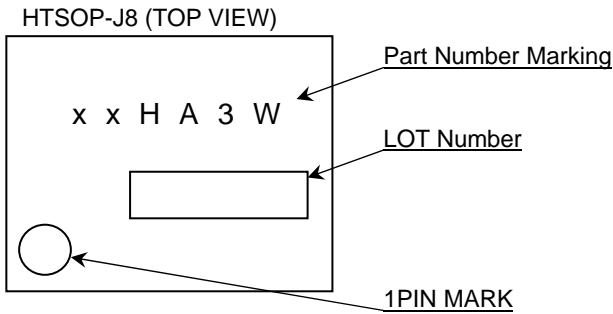 HTSOP-J8 (TOP VIEW)
Part Number Marking
x x H A 3 W
LOT Number
1PIN MARK